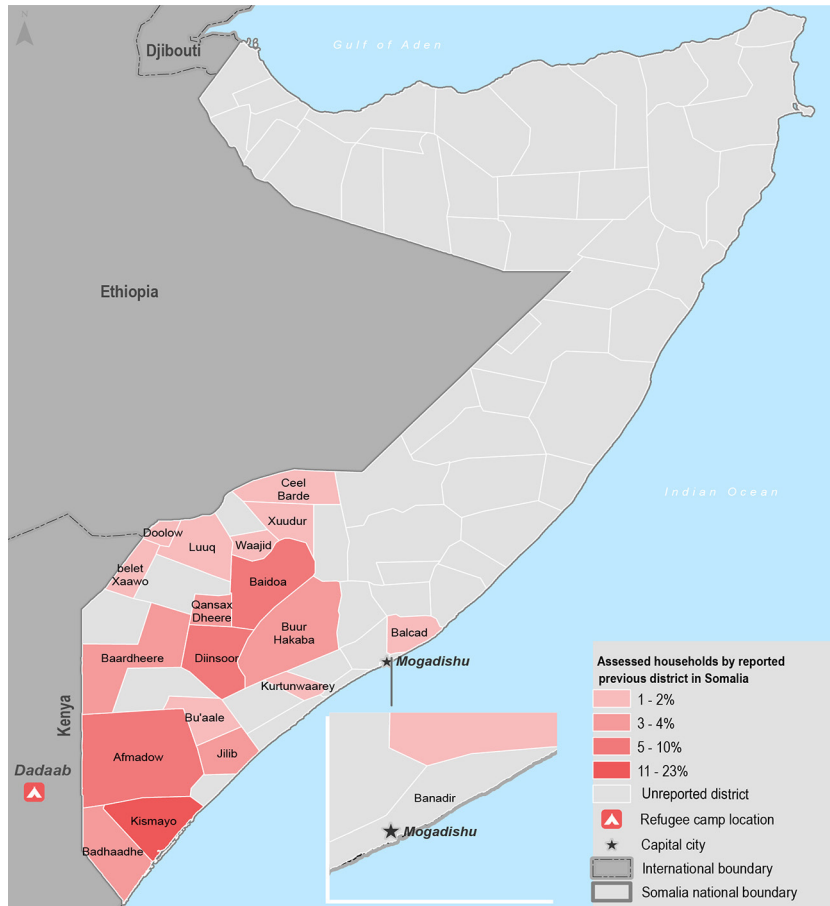 N
Djibouti
Gulf of Aden
Ethiopia
Indian Ocean
Ceel
Barde
Xuudur
Doolow
Luuq
Waajid
belet
Xaawo
Baidoa
Qansax
Dheere
Buur
Hakaba
Balcad
Baardheere
Diinsoor
Mogadishu
Kurtunwaarey
Kenya
Bu'aale
Afmadow
Jilib
Dadaab
Kismayo
Badhaadhe
Banadir
Mogadishu
Assessed households by reported
previous district in Somalia
1 - 2%
3 - 4%
5 - 10%
11 - 23%
Unreported district
Refugee camp location
Capital city
International boundary
Somalia national boundary